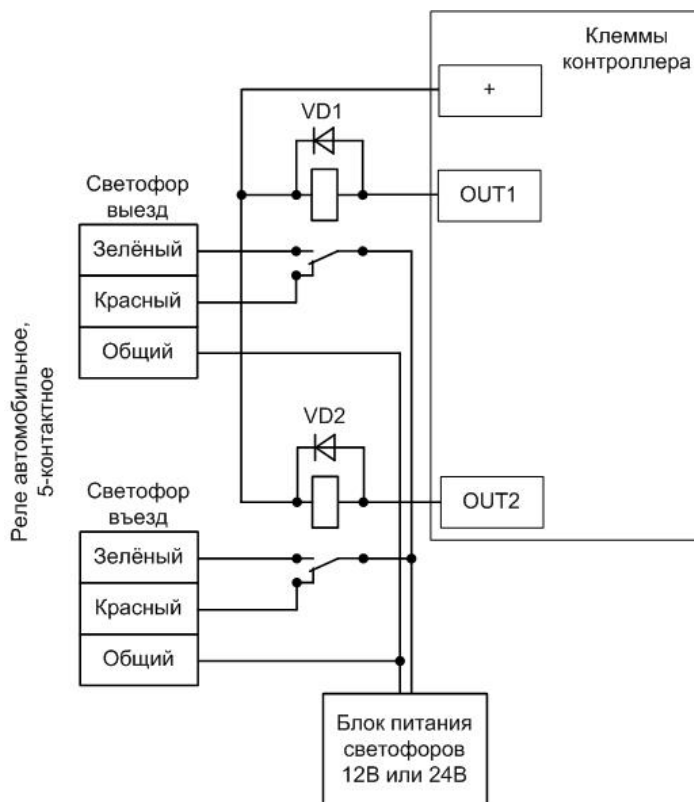 Клеммы
контроллера
+
VD1
OUT1
Светофор
выезд
Зелёный
Красный
Общий
Реле автомобильное,
5-контактное
VD2
OUT2
Светофор
въезд
Зелёный
Красный
Общий
Блок питания
светофоров
12В или 24В